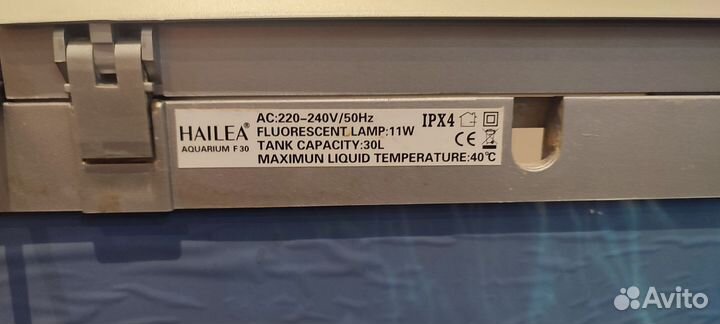 HAILEA®
AQUARIUM F30
AC:220-240V/50Hz
FLUORESCENT LAMP:11W
TANK CAPACITY:30L
MAXIMUN LIQUID TEMPERATURE:40℃
IPX4
CE
Avito